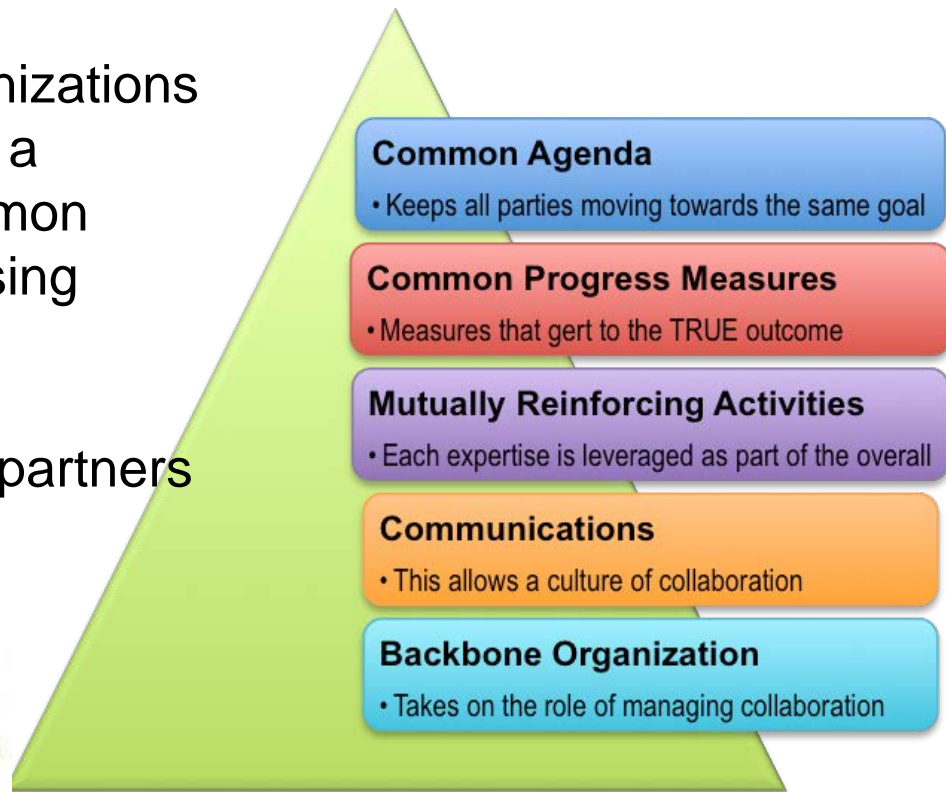 nizations
a
mon
sing
partners
Common Agenda
• Keeps all parties moving towards the same goal
Common Progress Measures
• Measures that gert to the TRUE outcome
Mutually Reinforcing Activities
• Each expertise is leveraged as part of the overall
Communications
• This allows a culture of collaboration
Backbone Organization
• Takes on the role of managing collaboration